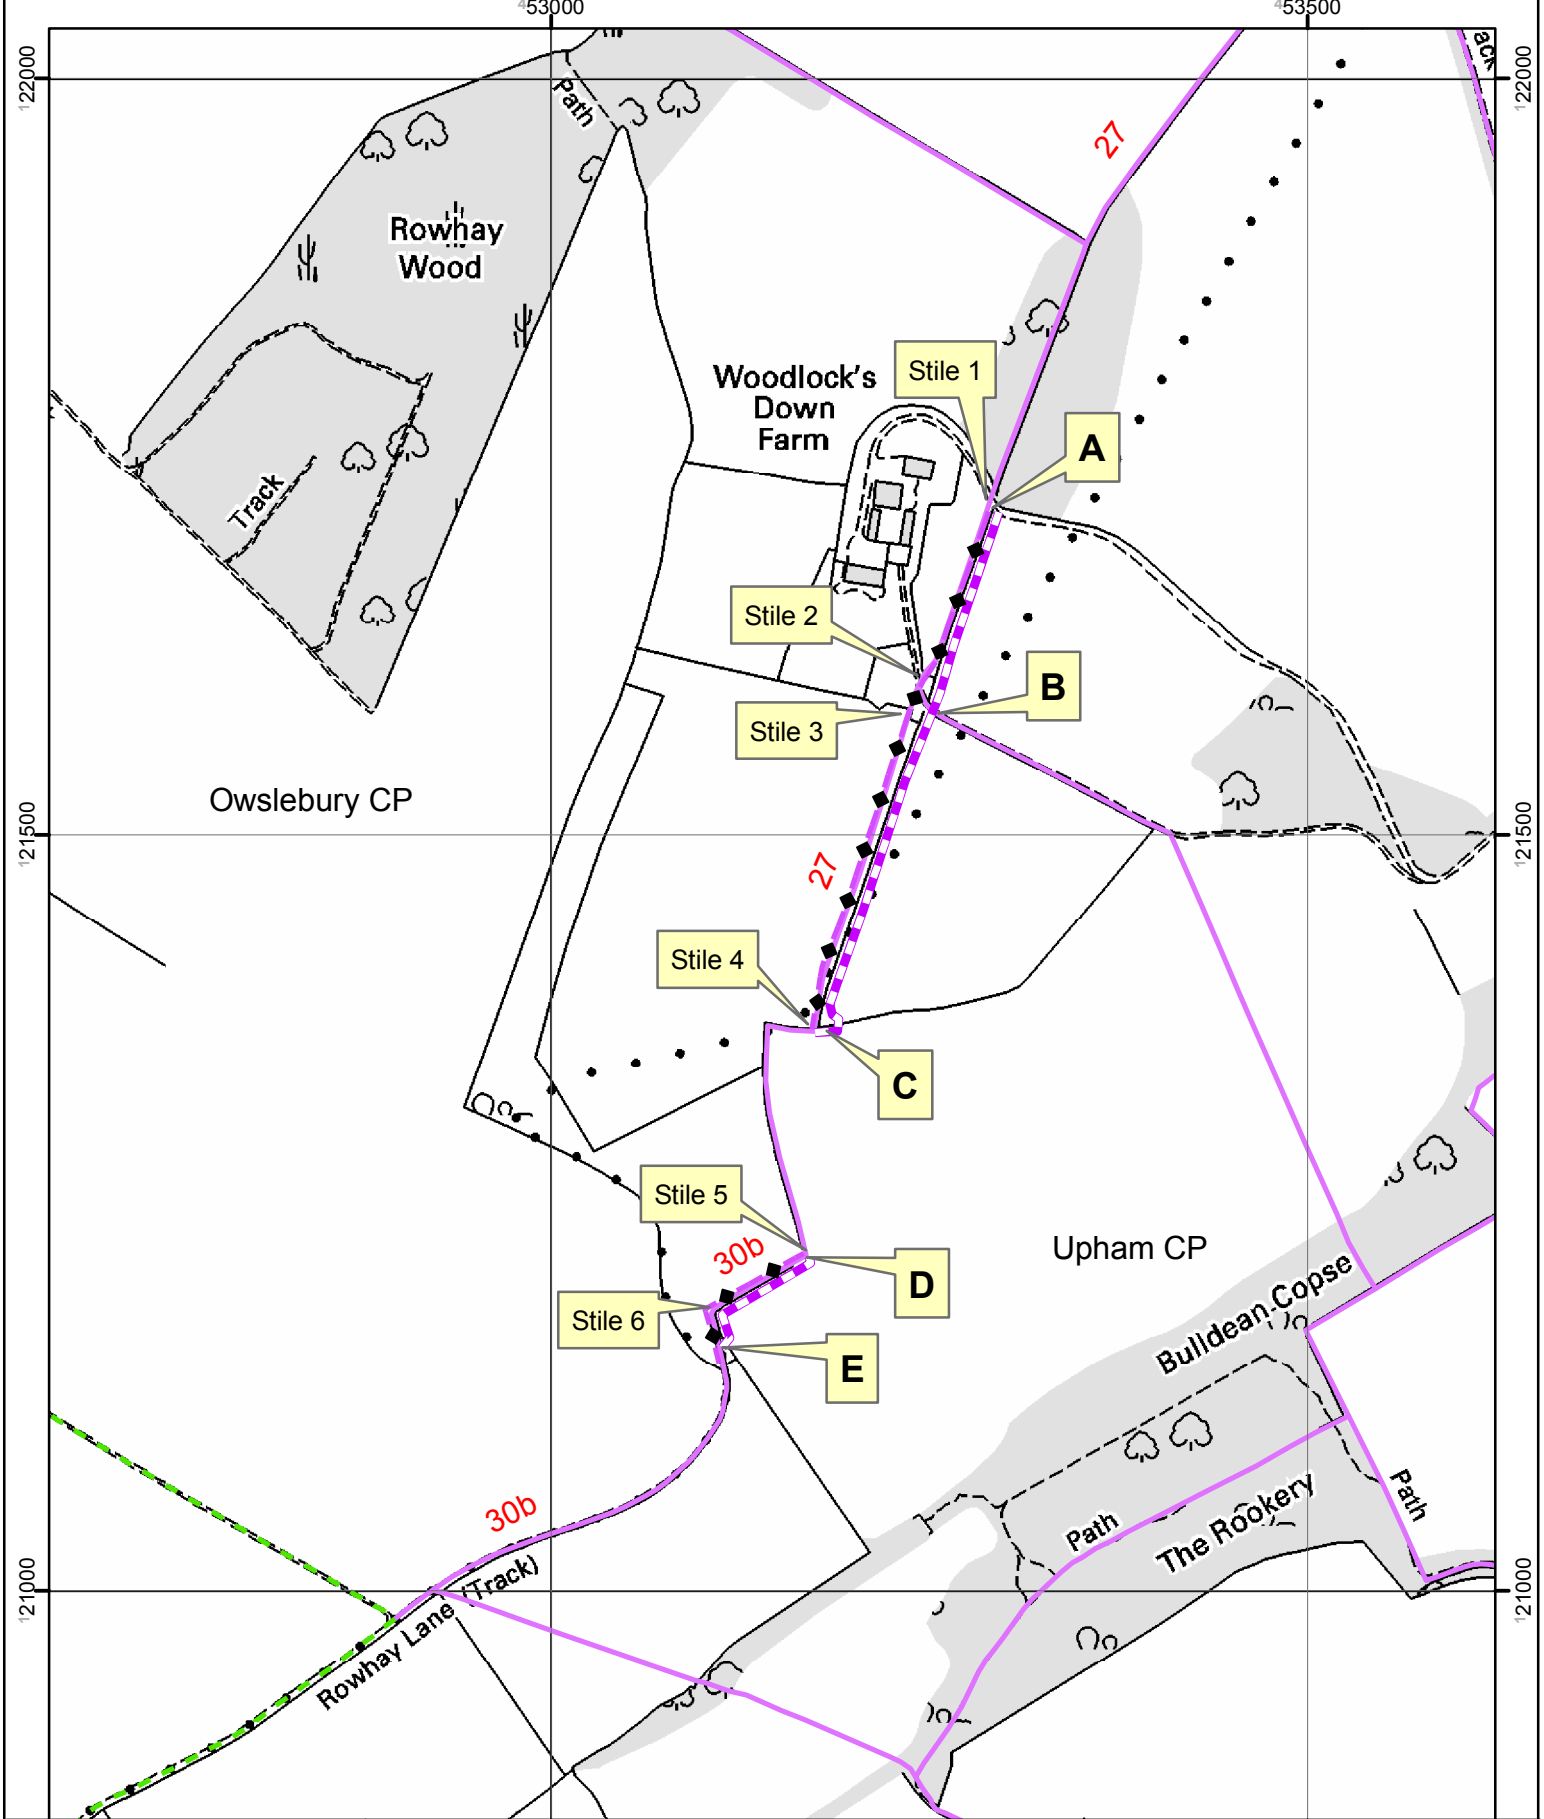 453000
453500
122000
122000
ack
Path
27
Rowhay
Wood
Stile 1
Woodlock's
Down
Farm
A
Track
Stile 2
B
Stile 3
Owslebury CP
121500
121500
27
Stile 4
C
Stile 5
30b
Upham CP
D
Stile 6
Bulldean Copse
E
Path
30b
The Rookery
Path
121000
121000
Rowhay Lane (Track)